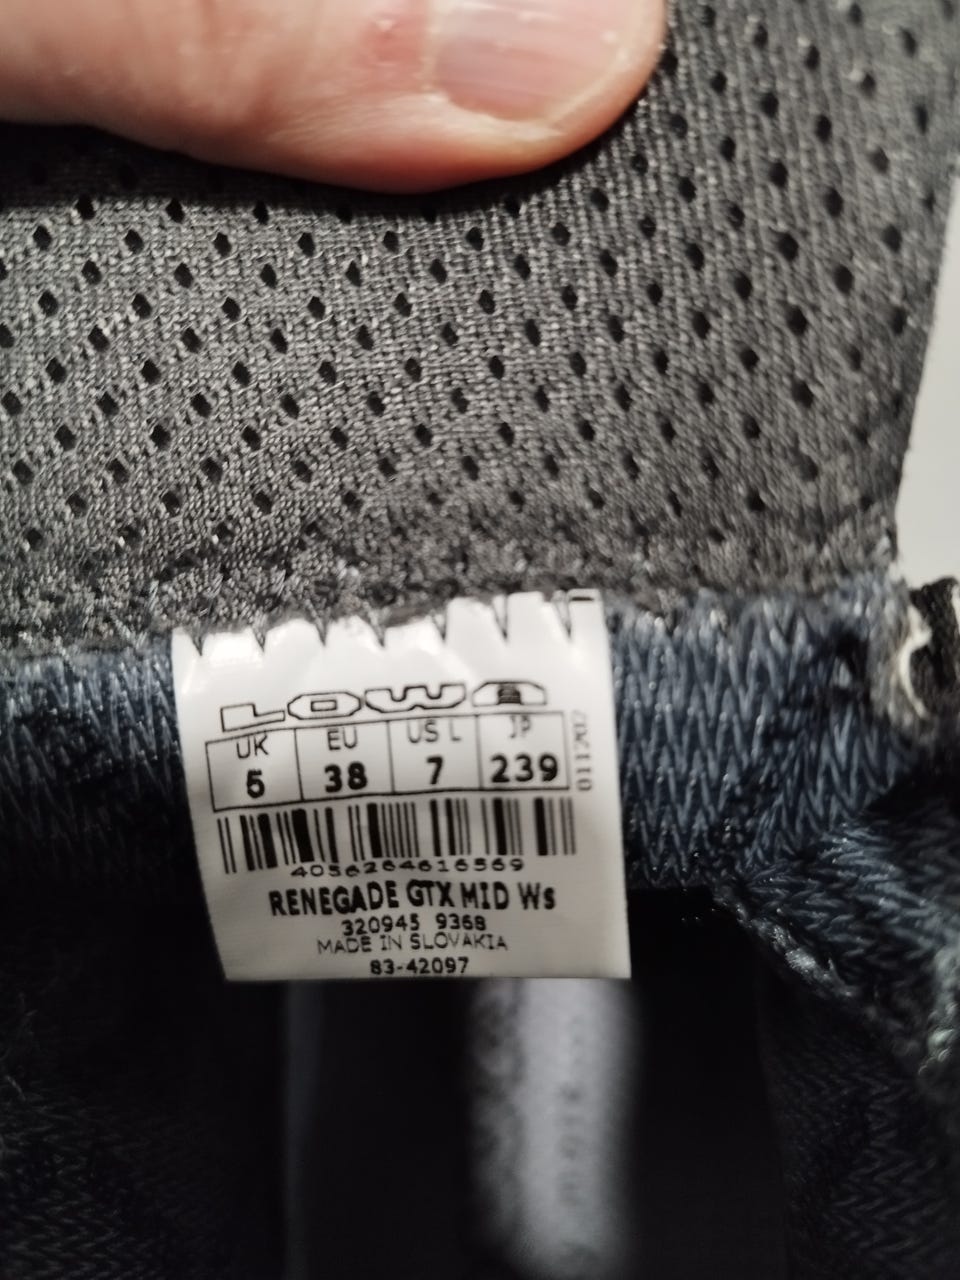 LOWA
UK EU US L JP
5 38 7 239
011202
4056264616569
RENEGADE GTX MID Ws
320945 9368
MADE IN SLOVAKIA
83-42097